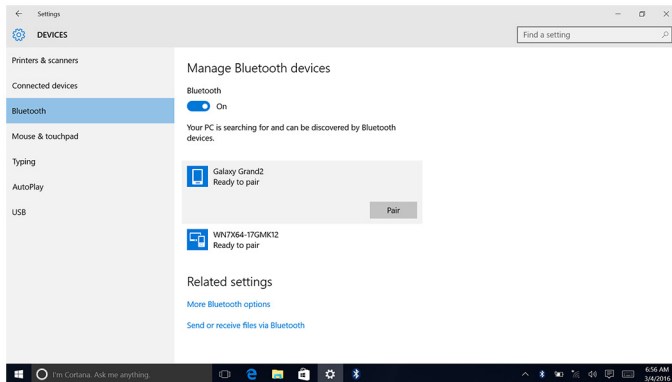 Settings
DEVICES
Find a setting
Printers & scanners
Connected devices
Bluetooth
Mouse & touchpad
Typing
AutoPlay
USB
Manage Bluetooth devices
Bluetooth
On
Your PC is searching for and can be discovered by Bluetooth
devices.
Galaxy Grand2
Ready to pair
Pair
WN7X64-17GMK12
Ready to pair
Related settings
More Bluetooth options
Send or receive files via Bluetooth
I'm Cortana. Ask me anything.
6:56 AM
3/4/2016